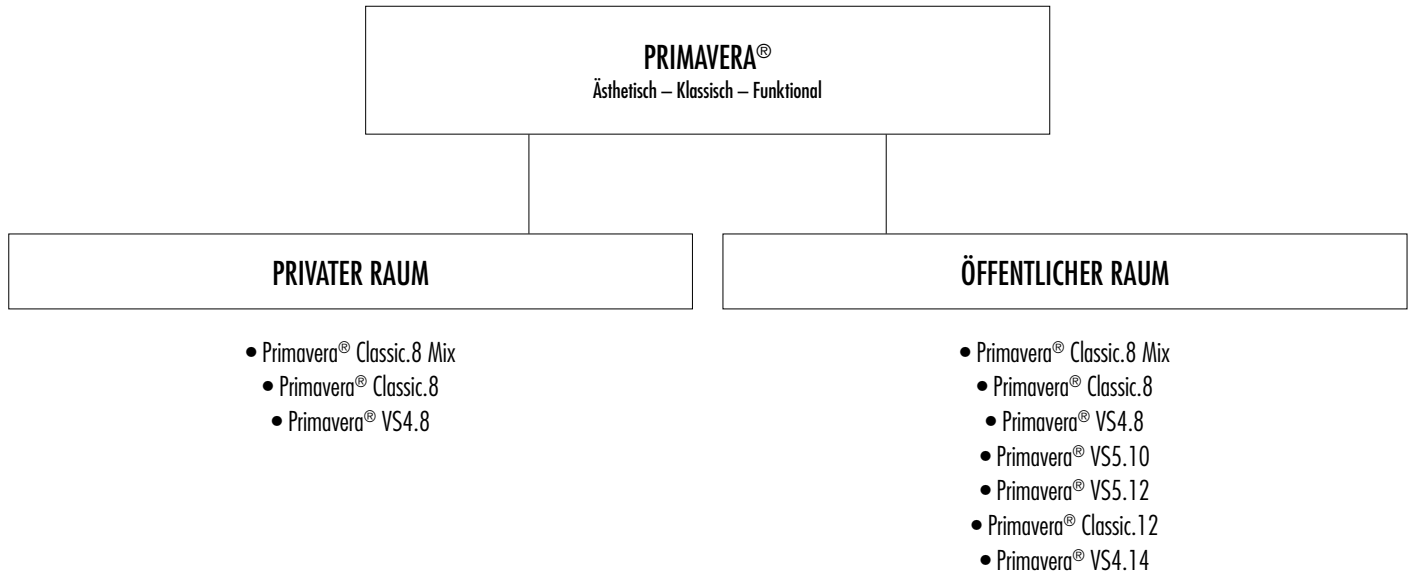 PRIMAVERA®
Ästhetisch – Klassisch – Funktional
PRIVATER RAUM
• Primavera® Classic.8 Mix
• Primavera® Classic.8
• Primavera® VS4.8
ÖFFENTLICHER RAUM
• Primavera® Classic.8 Mix
• Primavera® Classic.8
• Primavera® VS4.8
• Primavera® VS5.10
• Primavera® VS5.12
• Primavera® Classic.12
• Primavera® VS4.14